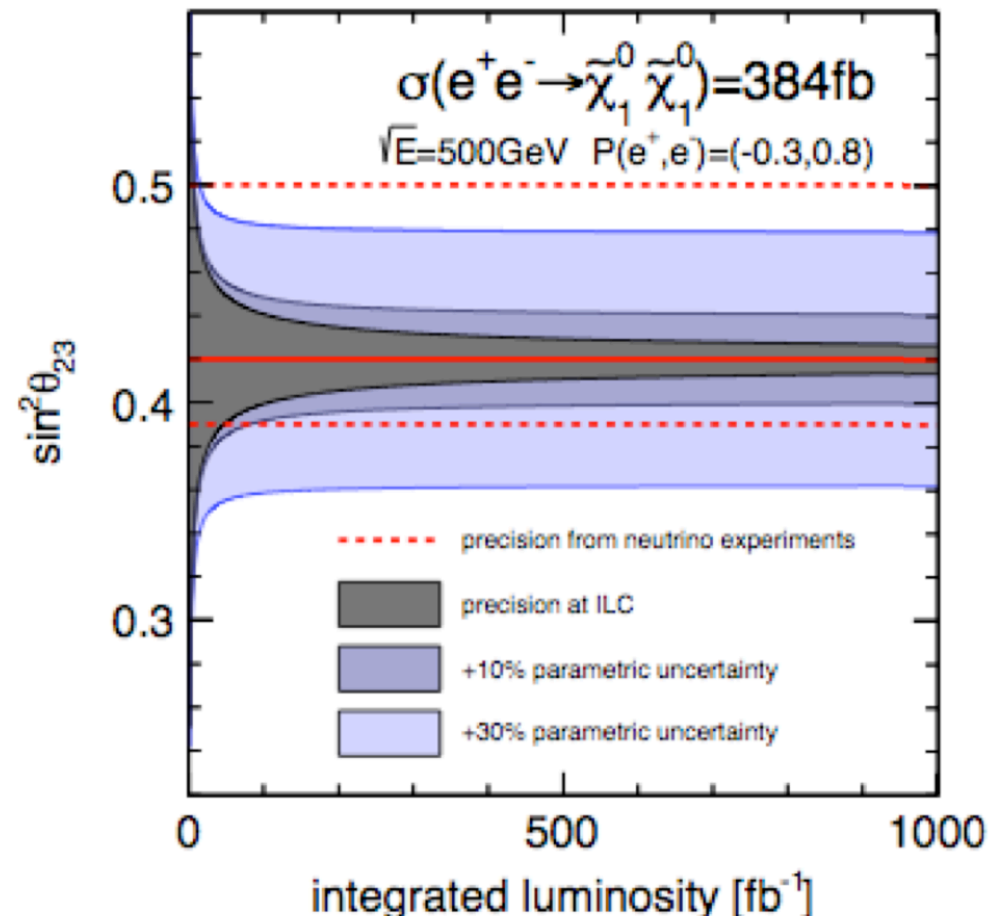 σ(e⁺e⁻→χ̃₁⁰ χ̃₁⁰)=384fb
√E=500GeV P(e⁺,e⁻)=(-0.3,0.8)
0.5
0.4
0.3
sin²θ₂₃
precision from neutrino experiments
precision at ILC
+10% parametric uncertainty
+30% parametric uncertainty
0 500 1000
integrated luminosity [fb⁻¹]